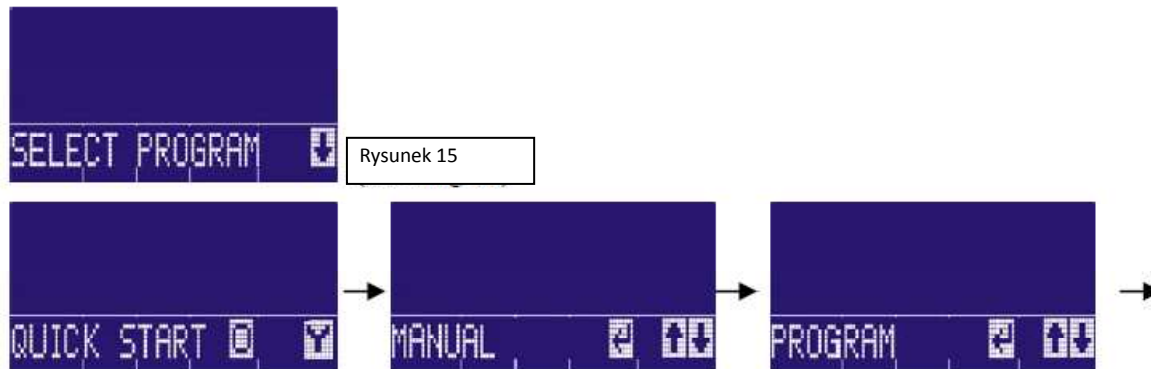 SELECT PROGRAM
Rysunek 15
QUICK START
MANUAL
PROGRAM